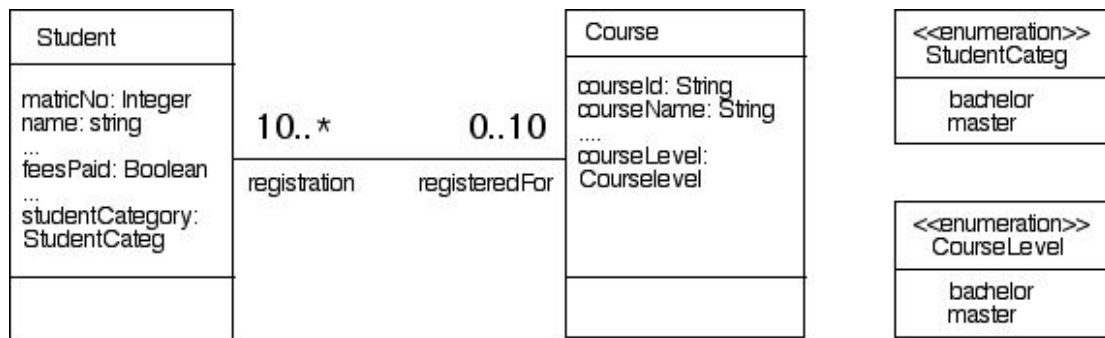 Student
matricNo: Integer
name: string
...
feesPaid: Boolean
...
studentCategory:
StudentCateg
10..*
0..10
registration
registeredFor
Course
courseId: String
courseName: String
....
courseLevel:
Courselevel
<<enumeration>>
StudentCateg
bachelor
master
<<enumeration>>
CourseLevel
bachelor
master